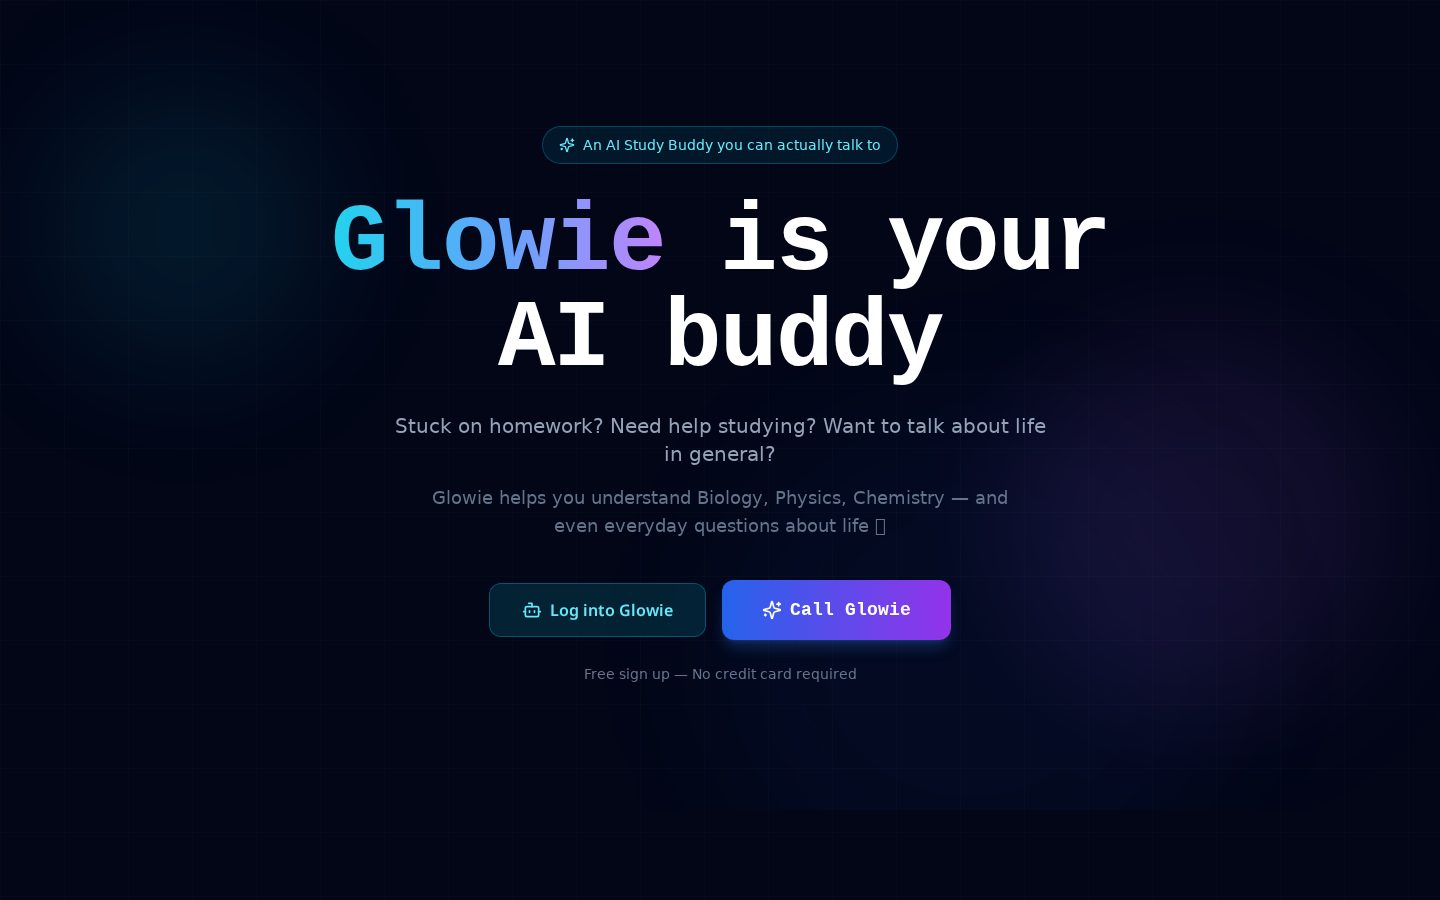 An AI Study Buddy you can actually talk to
Glowie is your
AI buddy
Stuck on homework? Need help studying? Want to talk about life
in general?
Glowie helps you understand Biology, Physics, Chemistry — and
even everyday questions about life
Log into Glowie
Call Glowie
Free sign up — No credit card required